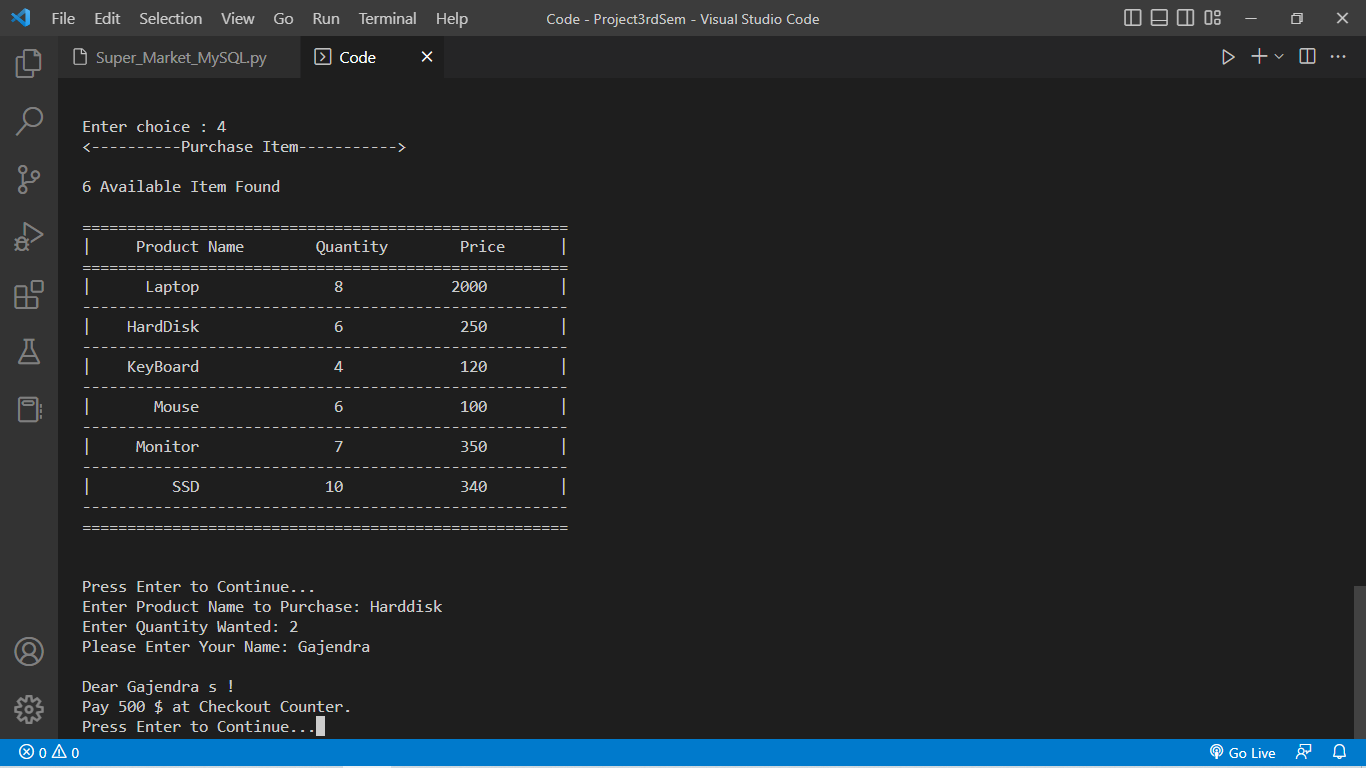 File Edit Selection View Go Run Terminal Help Code - Project3rdSem - Visual Studio Code
Super_Market_MySQL.py Code
Enter choice : 4
<----------Purchase Item----------->
6 Available Item Found
======================================================
|     Product Name        Quantity        Price      |
======================================================
|      Laptop               8            2000        |
------------------------------------------------------
|    HardDisk               6             250        |
------------------------------------------------------
|    KeyBoard               4             120        |
------------------------------------------------------
|       Mouse               6             100        |
------------------------------------------------------
|     Monitor               7             350        |
------------------------------------------------------
|         SSD              10             340        |
------------------------------------------------------
======================================================
Press Enter to Continue...
Enter Product Name to Purchase: Harddisk
Enter Quantity Wanted: 2
Please Enter Your Name: Gajendra
Dear Gajendra s !
Pay 500 $ at Checkout Counter.
Press Enter to Continue...
0 0 Go Live